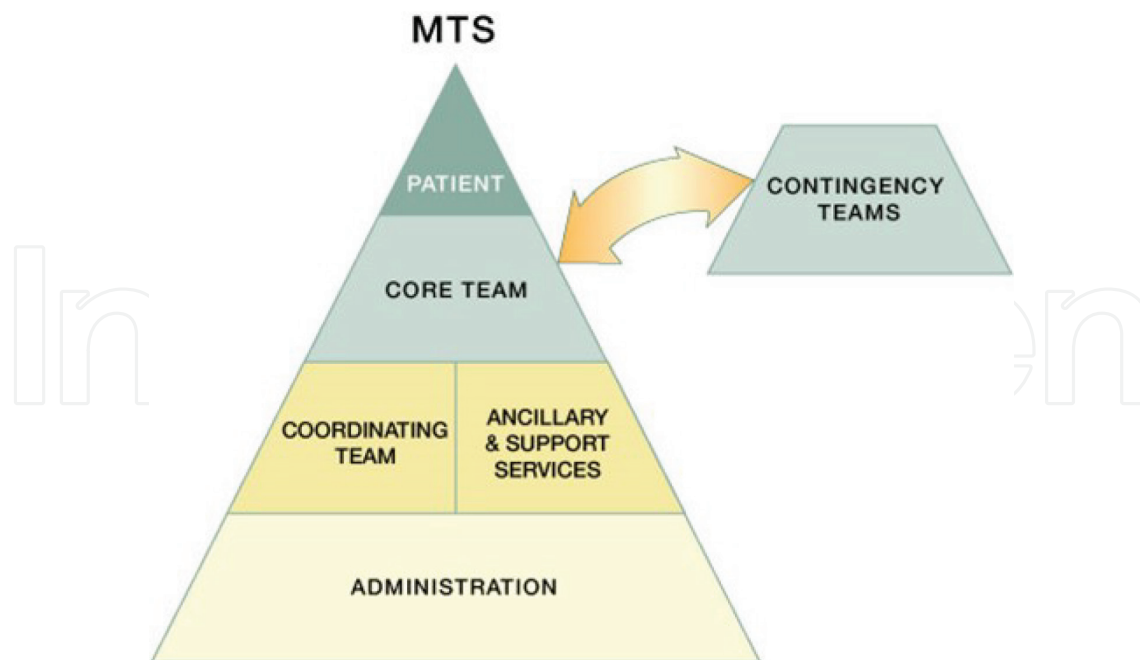 MTS
PATIENT
CONTINGENCY
TEAMS
CORE TEAM
COORDINATING
TEAM
ANCILLARY
& SUPPORT
SERVICES
ADMINISTRATION